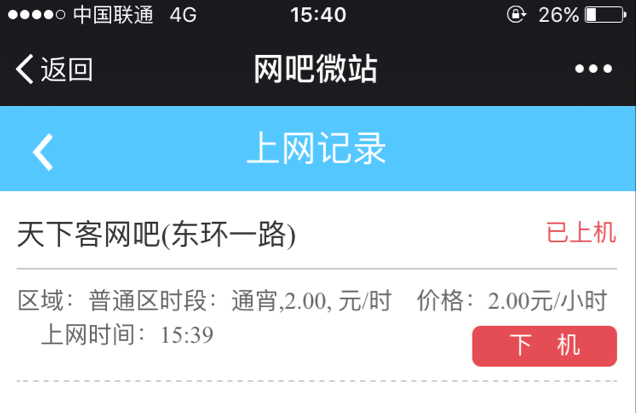 中国联通 4G 15:40 26%
返回 网吧微站
上网记录
天下客网吧(东环一路) 已上机
区域：普通区时段：通宵,2.00, 元/时 价格：2.00元/小时
上网时间：15:39
下 机